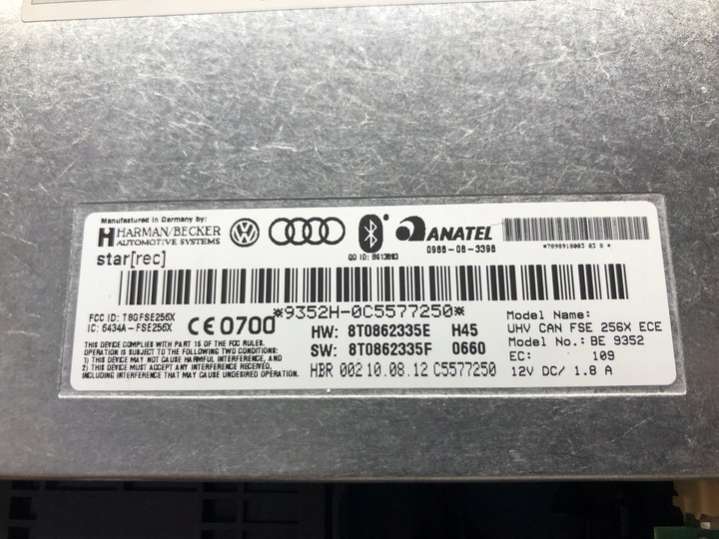 Manufactured in Germany by:
HARMAN/BECKER
AUTOMOTIVE SYSTEMS
star[rec]
ANATEL
0988-08-3398
*9352H-0C5577250*
FCC ID: T8GFSE256X
IC: 6434A-FSE256X
CE0700
HW: 8T0862335E H45
SW: 8T0862335F 0660
HBR 002 10.08.12 C5577250
THIS DEVICE COMPLIES WITH PART 15 OF THE FCC RULES.
OPERATION IS SUBJECT TO THE FOLLOWING TWO CONDITIONS:
1) THIS DEVICE MAY NOT CAUSE HARMFUL INTERFERENCE, AND
2) THIS DEVICE MUST ACCEPT ANY INTERFERENCE RECEIVED,
INCLUDING INTERFERENCE THAT MAY CAUSE UNDESIRED OPERATION.
Model Name:
UHV CAN FSE 256X ECE
Model No.: BE 9352
EC: 109
12V DC/ 1.8 A